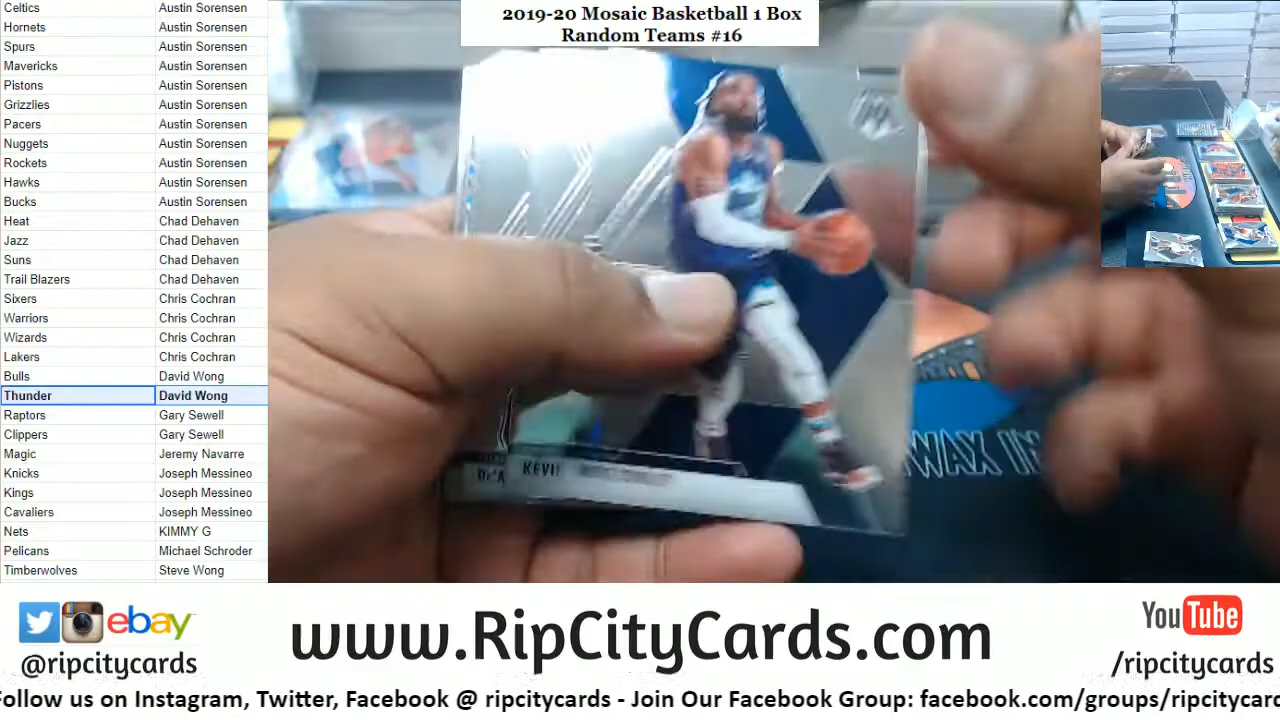 2019-20 Mosaic Basketball 1 Box
Random Teams #16
Celtics Austin Sorensen
Hornets Austin Sorensen
Spurs Austin Sorensen
Mavericks Austin Sorensen
Pistons Austin Sorensen
Grizzlies Austin Sorensen
Pacers Austin Sorensen
Nuggets Austin Sorensen
Rockets Austin Sorensen
Hawks Austin Sorensen
Bucks Austin Sorensen
Heat Chad Dehaven
Jazz Chad Dehaven
Suns Chad Dehaven
Trail Blazers Chad Dehaven
Sixers Chris Cochran
Warriors Chris Cochran
Wizards Chris Cochran
Lakers Chris Cochran
Bulls David Wong
Thunder David Wong
Raptors Gary Sewell
Clippers Gary Sewell
Magic Jeremy Navarre
Knicks Joseph Messineo
Kings Joseph Messineo
Cavaliers Joseph Messineo
Nets KIMMY G
Pelicans Michael Schroder
Timberwolves Steve Wong
De'A
KEVI
WAX IN
ebay
@ripcitycards
www.RipCityCards.com
YouTube
/ripcitycards
Follow us on Instagram, Twitter, Facebook @ ripcitycards - Join Our Facebook Group: facebook.com/groups/ripcitycard